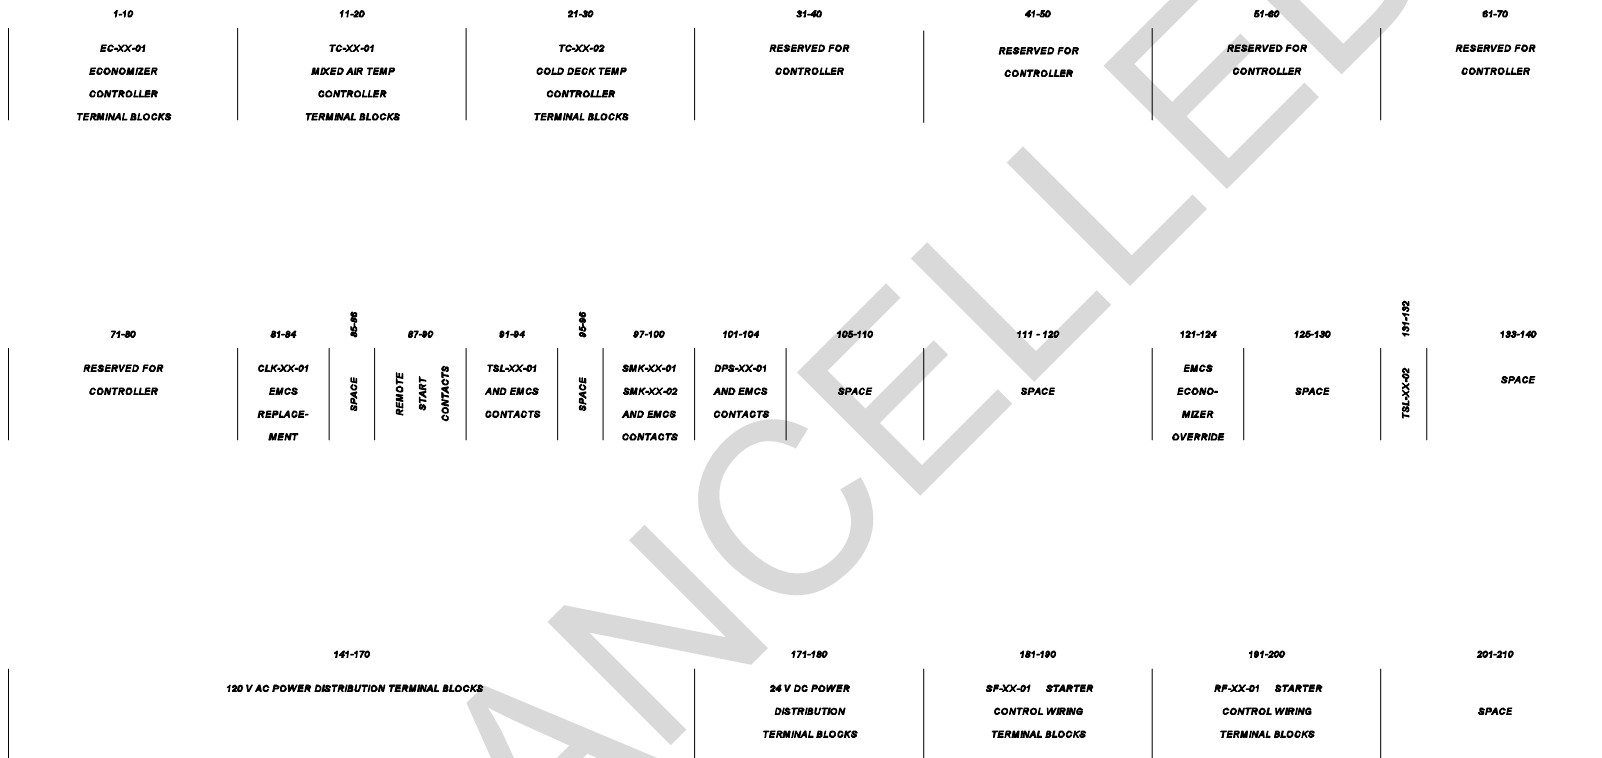 1-10
EC-XX-01
ECONOMIZER
CONTROLLER
TERMINAL BLOCKS
11-20
TC-XX-01
MIXED AIR TEMP
CONTROLLER
TERMINAL BLOCKS
21-30
TC-XX-02
COLD DECK TEMP
CONTROLLER
TERMINAL BLOCKS
31-40
RESERVED FOR
CONTROLLER
41-50
RESERVED FOR
CONTROLLER
51-60
RESERVED FOR
CONTROLLER
61-70
RESERVED FOR
CONTROLLER
71-80
RESERVED FOR
CONTROLLER
81-84
CLK-XX-01
EMCS
REPLACE-
MENT
85-86
SPACE
87-90
REMOTE
START
CONTACTS
91-94
TSL-XX-01
AND EMCS
CONTACTS
95-96
SPACE
97-100
SMK-XX-01
SMK-XX-02
AND EMCS
CONTACTS
101-104
DPS-XX-01
AND EMCS
CONTACTS
105-110
SPACE
111 - 120
SPACE
121-124
EMCS
ECONO-
MIZER
OVERRIDE
125-130
SPACE
131-132
TSL-XX-02
133-140
SPACE
141-170
120 V AC POWER DISTRIBUTION TERMINAL BLOCKS
171-180
24 V DC POWER
DISTRIBUTION
TERMINAL BLOCKS
181-190
SF-XX-01 STARTER
CONTROL WIRING
TERMINAL BLOCKS
191-200
RF-XX-01 STARTER
CONTROL WIRING
TERMINAL BLOCKS
201-210
SPACE
ANCELLED